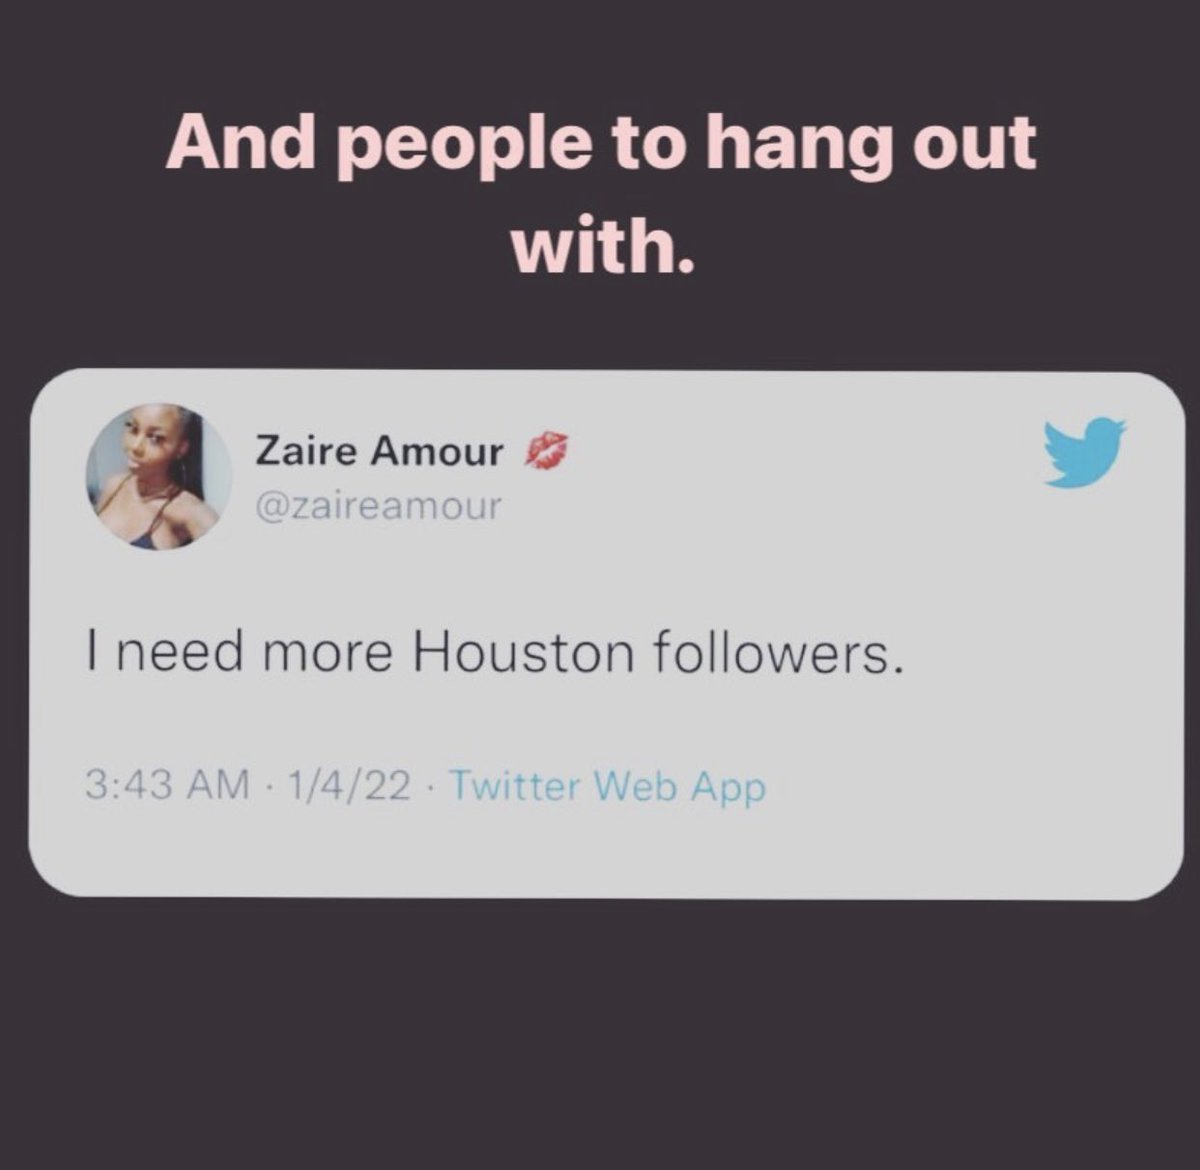 And people to hang out
with.
Zaire Amour 💋
@zaireamour
I need more Houston followers.
3:43 AM · 1/4/22 · Twitter Web App